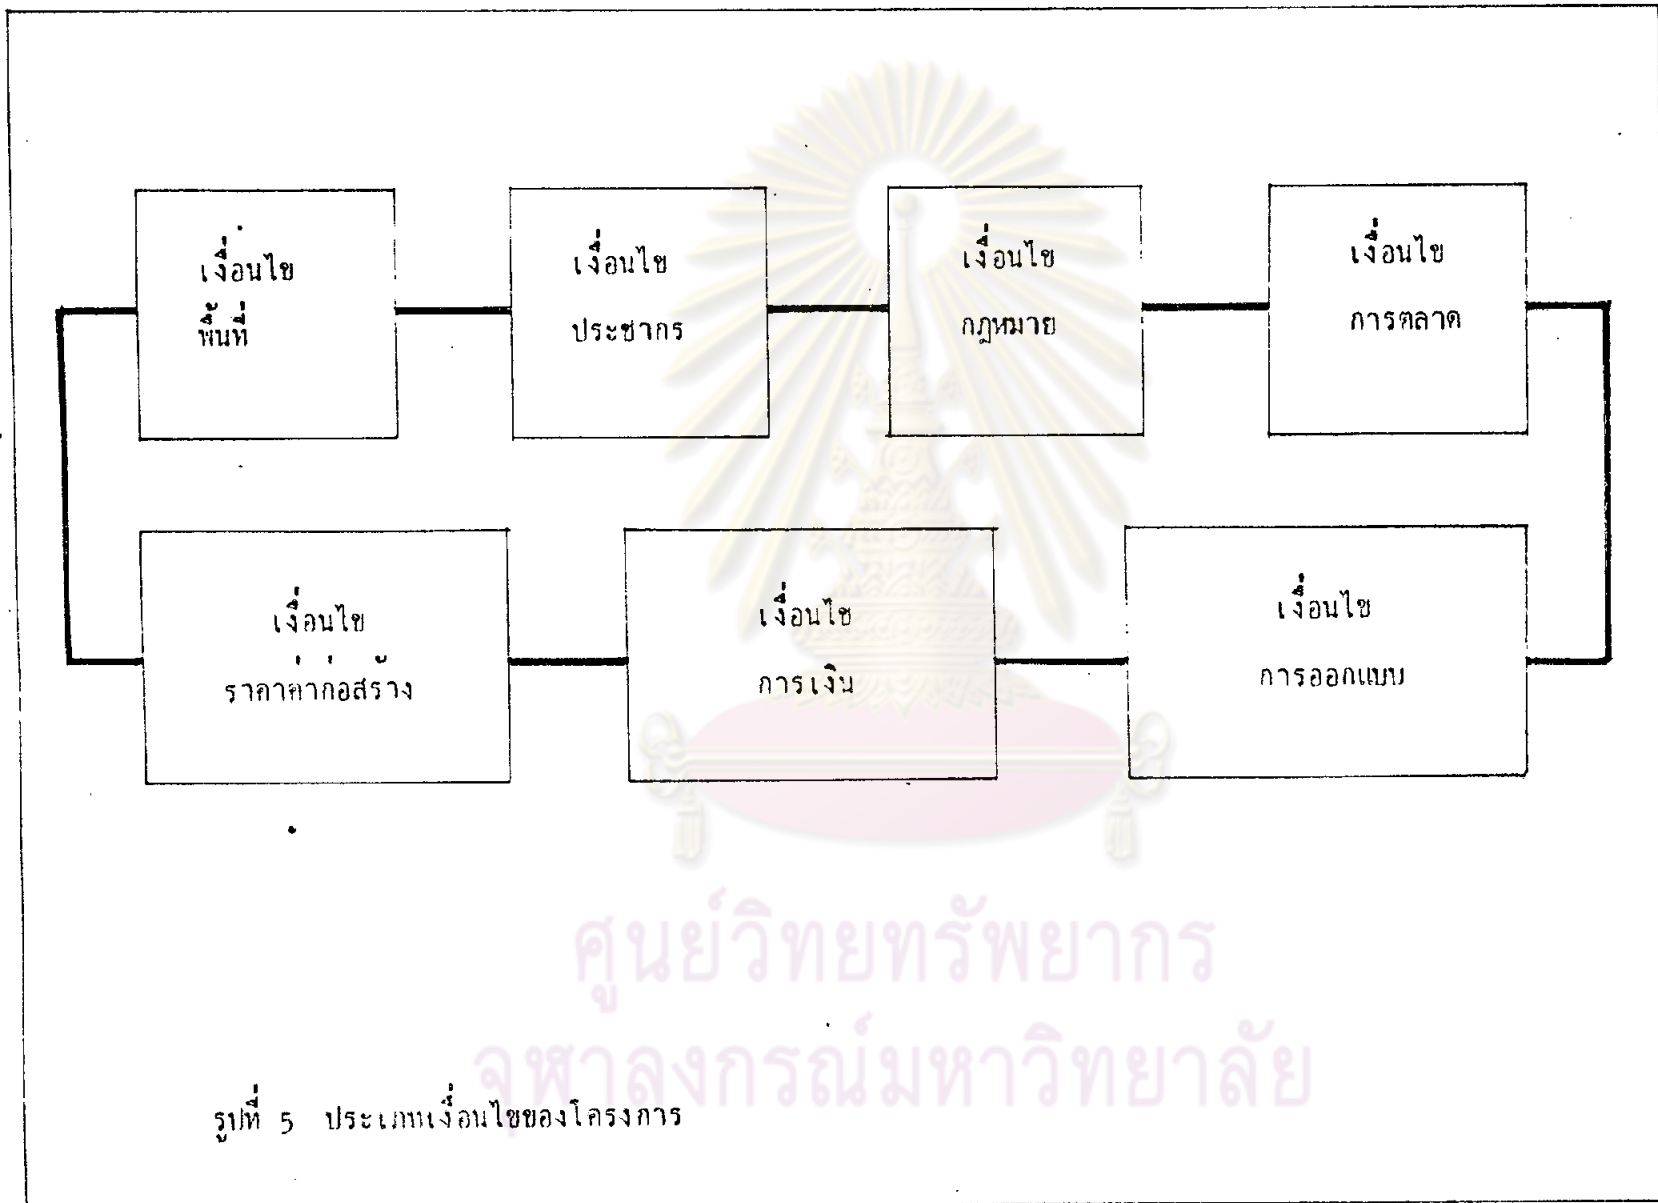 เงื่อนไข
พื้นที่
เงื่อนไข
ประชากร
เงื่อนไข
กฎหมาย
เงื่อนไข
การตลาด
เงื่อนไข
ราคาค่าก่อสร้าง
เงื่อนไข
การเงิน
เงื่อนไข
การออกแบบ
ศูนย์วิทยทรัพยากร
จุฬาลงกรณ์มหาวิทยาลัย
รูปที่ 5 ประเภทเงื่อนไขของโครงการ